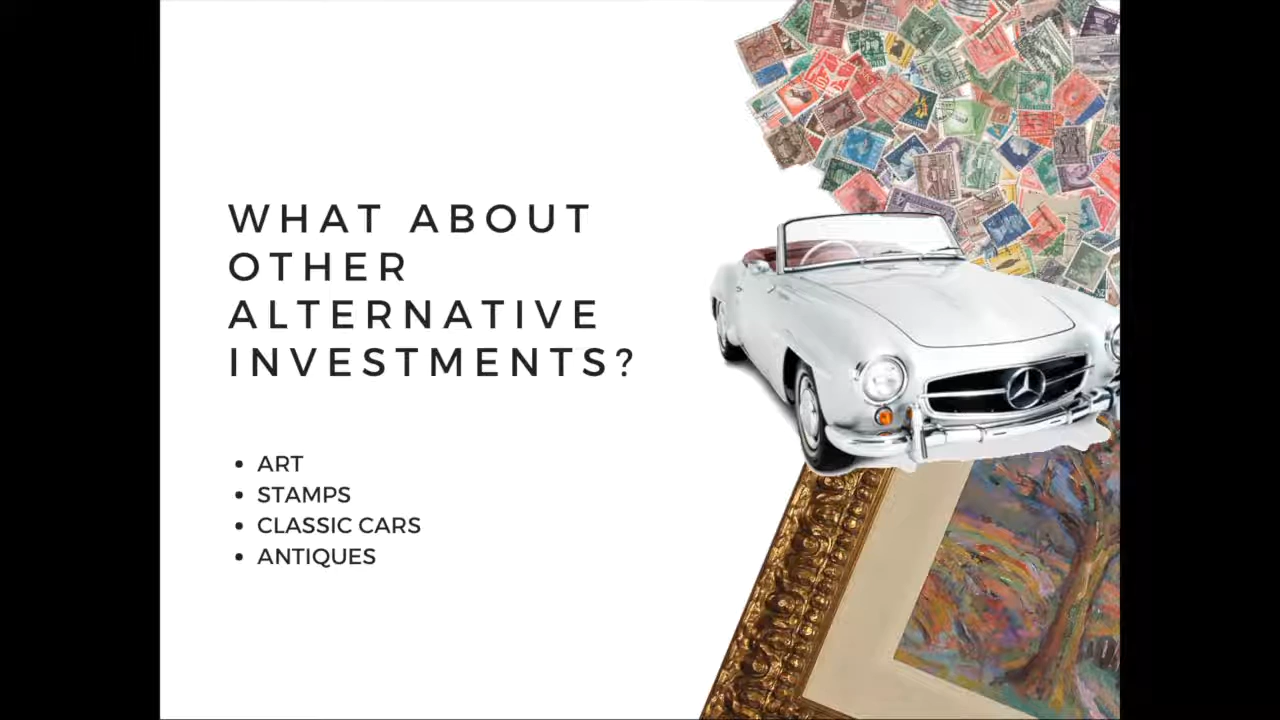 WHAT ABOUT
OTHER
ALTERNATIVE
INVESTMENTS?
• ART
• STAMPS
• CLASSIC CARS
• ANTIQUES